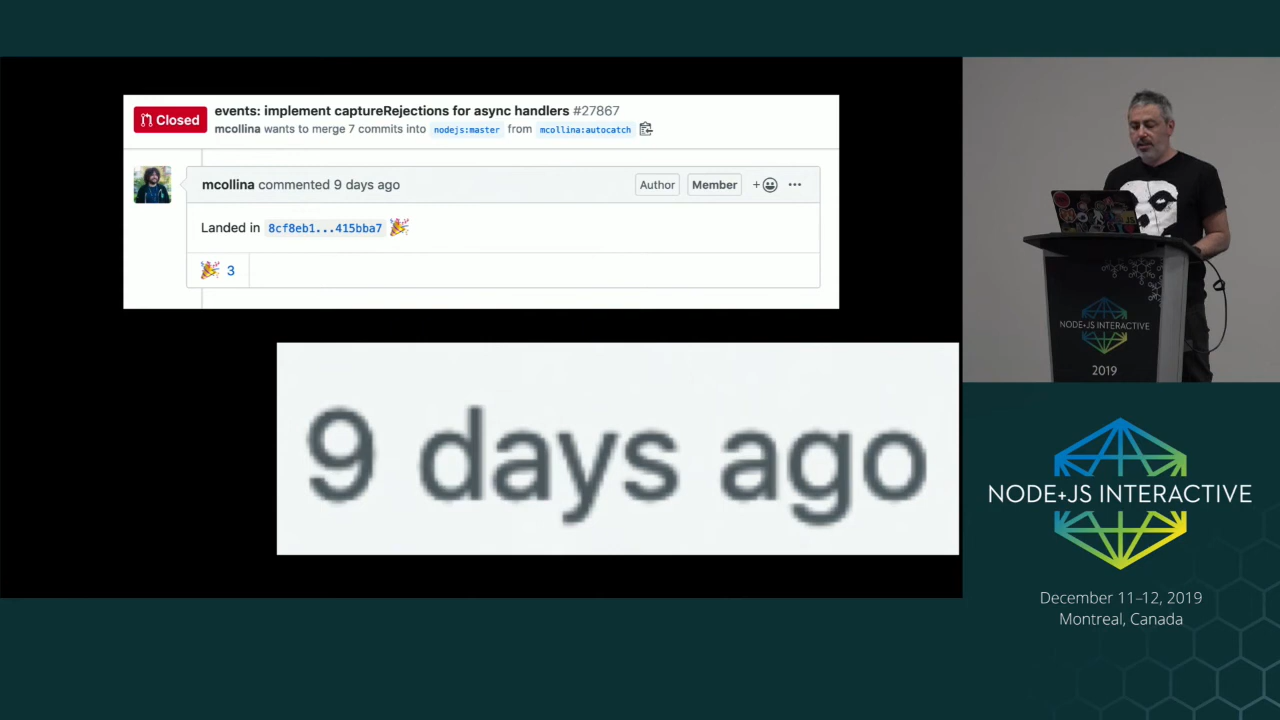 Closed
events: implement captureRejections for async handlers #27867
mcollina wants to merge 7 commits into nodejs:master from mcollina:autocatch
mcollina commented 9 days ago
Author
Member
Landed in 8cf8eb1...415bba7 🎉
🎉 3
9 days ago
NODE+JS INTERACTIVE
2019
NODE+JS INTERACTIVE
December 11–12, 2019
Montreal, Canada